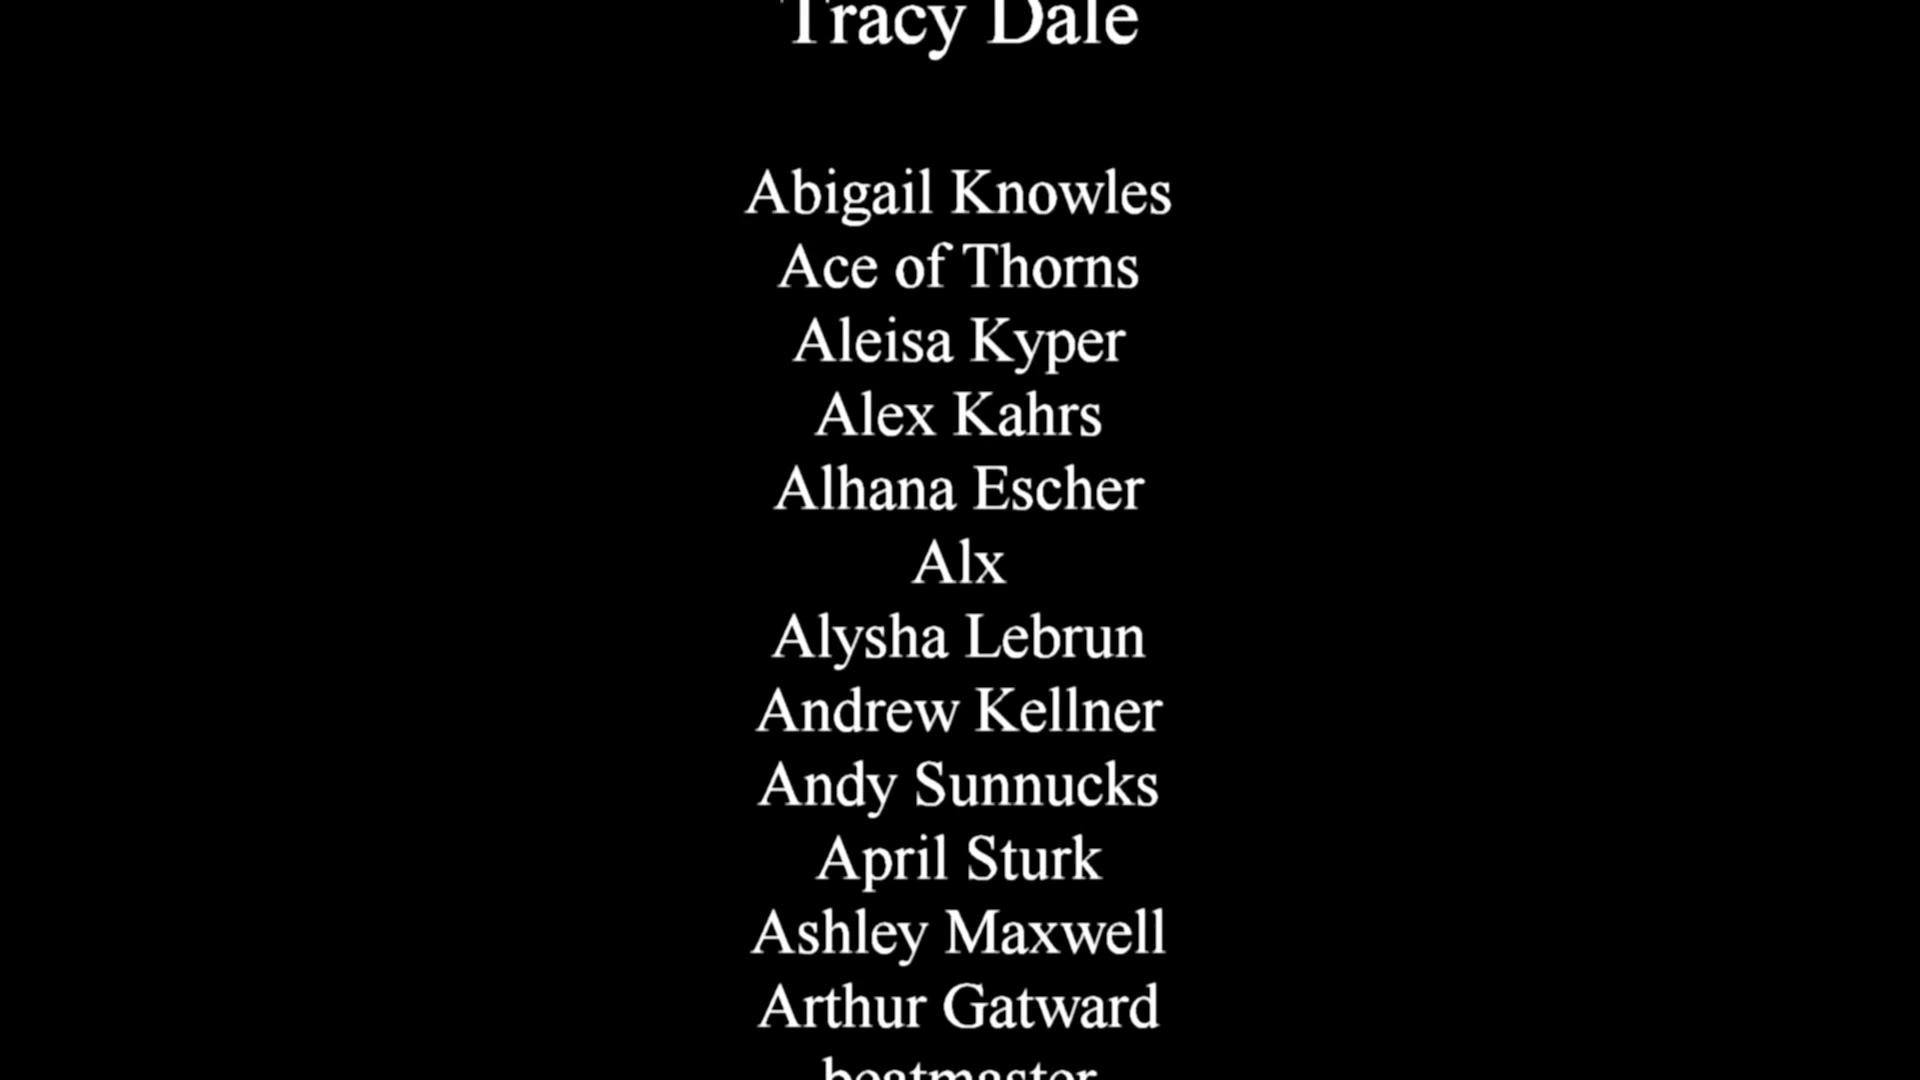 Tracy Dale
Abigail Knowles
Ace of Thorns
Aleisa Kyper
Alex Kahrs
Alhana Escher
Alx
Alysha Lebrun
Andrew Kellner
Andy Sunnucks
April Sturk
Ashley Maxwell
Arthur Gatward
beatmaster